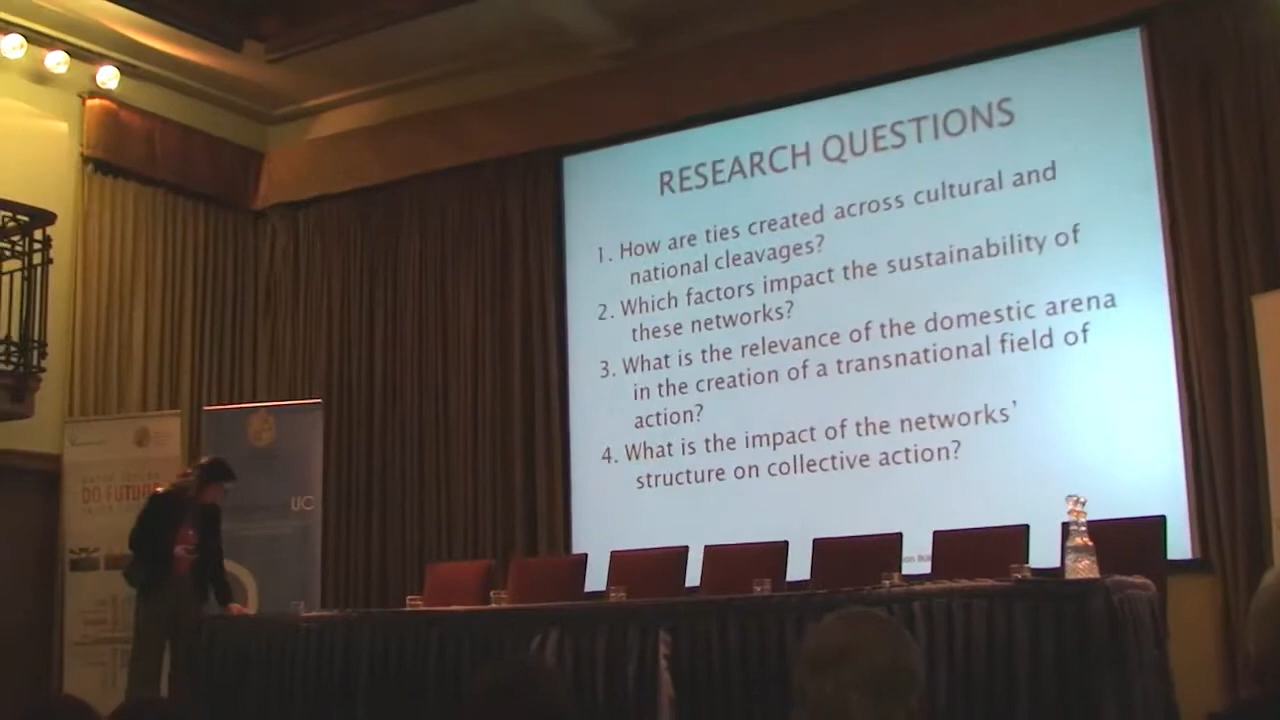 RESEARCH QUESTIONS
1. How are ties created across cultural and
national cleavages?
2. Which factors impact the sustainability of
these networks?
3. What is the relevance of the domestic arena
in the creation of a transnational field of
action?
4. What is the impact of the networks'
structure on collective action?
DO FUTURO
UC